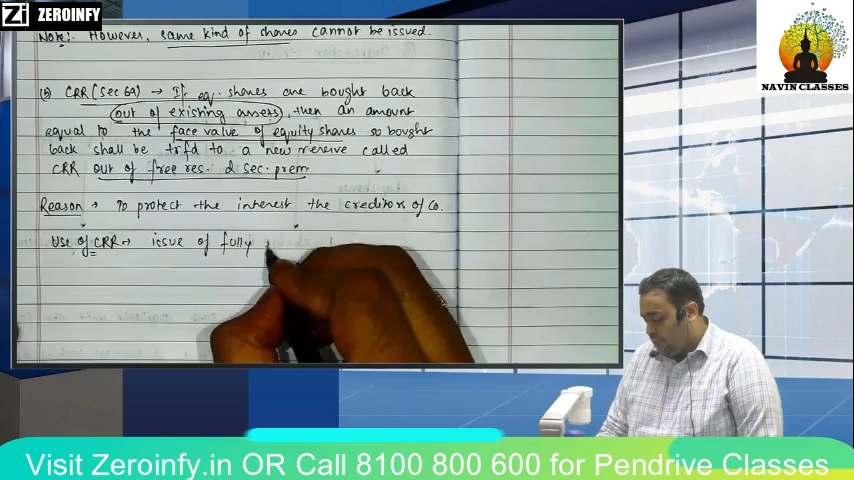 Zi ZEROINFY
Note:- However, same kind of shares cannot be issued.
(b) CRR (Sec 69) → If eq. shares are bought back
out of existing assets, then an amount
equal to the face value of equity shares so bought
back shall be trfd to a new reserve called
CRR out of free res. & sec. prem
Reason → To protect the interest the creditors of Co.
Use of CRR → issue of fully
NAVIN CLASSES
Visit Zeroinfy.in OR Call 8100 800 600 for Pendrive Classes